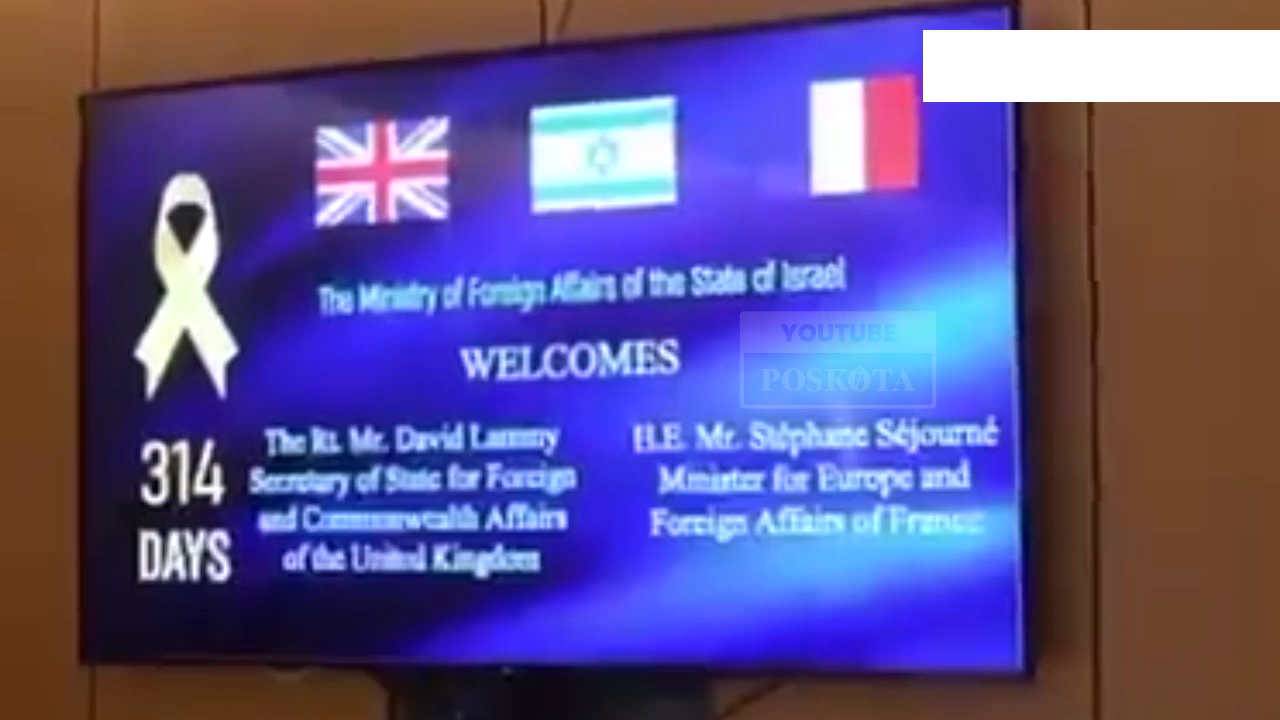 The Ministry of Foreign Affairs of the State of Israel
WELCOMES
YOUTUBE
POSKOTA
The Rt. Mr. David Lammy
Secretary of State for Foreign
and Commonwealth Affairs
of the United Kingdom
H.E. Mr. Stéphane Séjourné
Minister for Europe and
Foreign Affairs of France
314
DAYS